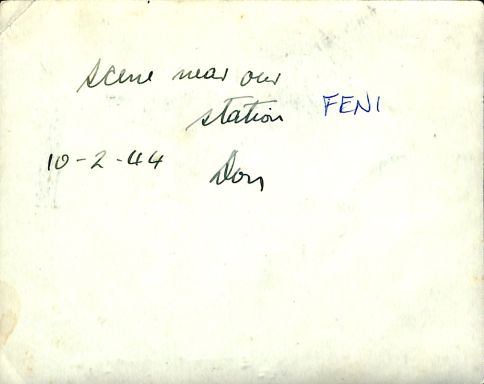 Scene near our
station FENI
10-2-44 Don